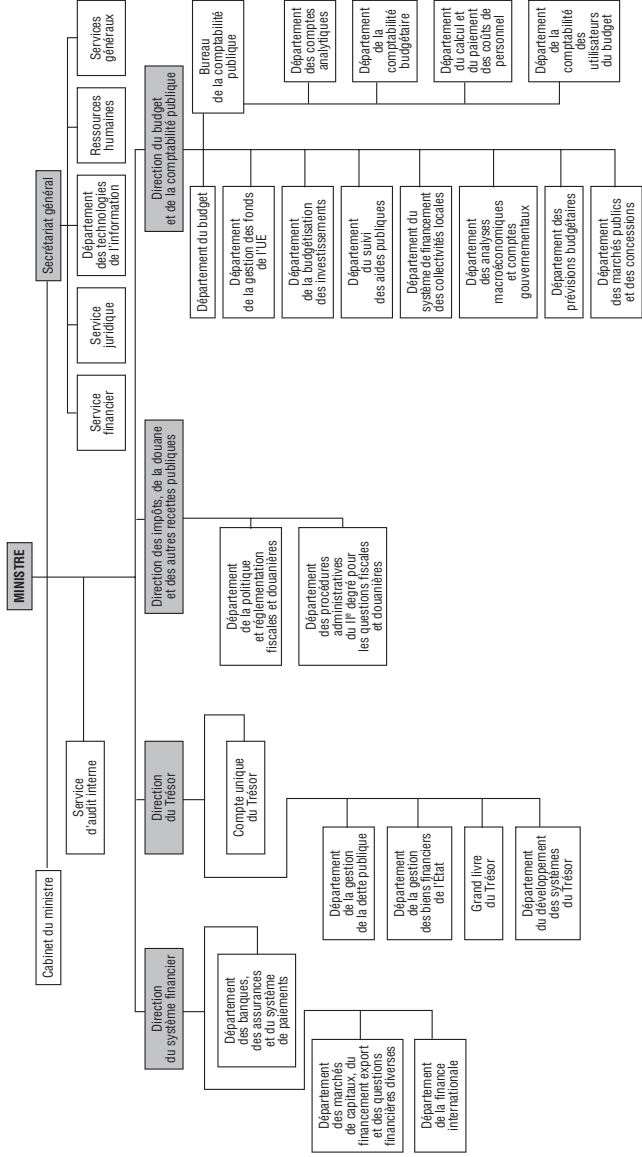 MINISTRE
Cabinet du ministre
Secrétariat général
Service
d'audit interne
Service
financier
Service
juridique
Département
des technologies
de l'information
Ressources
humaines
Services
généraux
Direction
du système financier
Département
des banques,
des assurances
et du système
de paiements
Département
des marchés
de capitaux, du
financement export
et des questions
financières diverses
Département
de la finance
internationale
Direction
du Trésor
Compte unique
du Trésor
Département
de la gestion
de la dette publique
Département
de la gestion
des biens financiers
de l'État
Grand livre
du Trésor
Département
du développement
des systèmes
du Trésor
Direction des impôts, de la douane
et des autres recettes publiques
Département
de la politique
et réglementation
fiscales et douanières
Département
des procédures
administratives
du IIe degré pour
les questions fiscales
et douanières
Direction du budget
et de la comptabilité publique
Département du budget
Département
de la gestion des fonds
de l'UE
Département
de la budgétisation
des investissements
Département
du suivi
des aides publiques
Département du
système de financement
des collectivités locales
Département
des analyses
macroéconomiques
et comptes
gouvernementaux
Département des
prévisions budgétaires
Département
des marchés publics
et des concessions
Bureau
de la comptabilité
publique
Département
des comptes
analytiques
Département
de la
comptabilité
budgétaire
Département
du calcul et
du paiement
des coûts de
personnel
Département
de la
comptabilité
des
utilisateurs
du budget